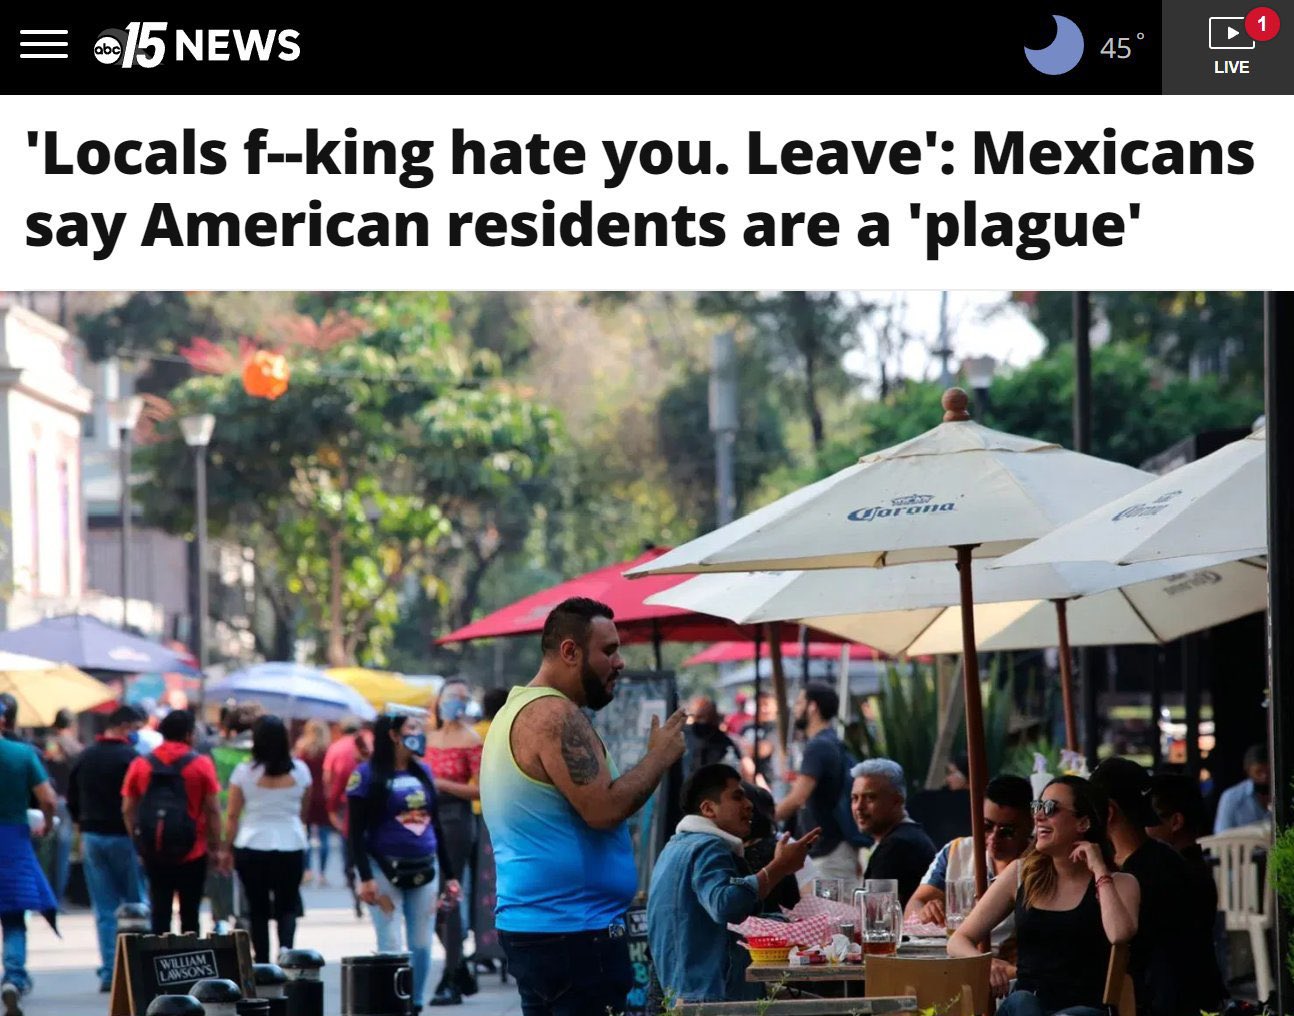 abc 15 NEWS
45°
1
LIVE
'Locals f--king hate you. Leave': Mexicans
say American residents are a 'plague'
Corona
Corona
WILLIAM
LAWSON'S